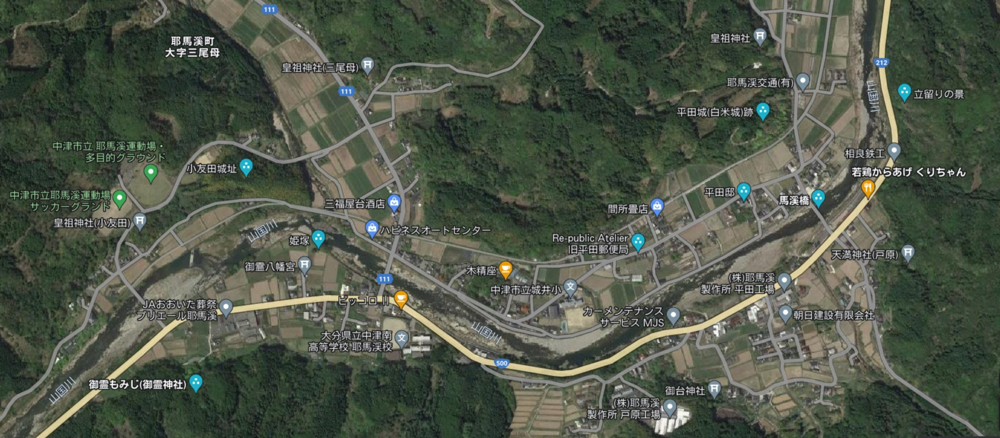 111
耶馬溪町
大字三尾母
皇祖神社(三尾母)
111
皇祖神社
212
耶馬渓交通(有)
山国川
立留りの景
平田城(白米城)跡
中津市立 耶馬溪運動場・
多目的グラウンド
小友田城址
相良鉄工
若鶏からあげ くりちゃん
中津市立耶馬溪運動場
サッカーグランド
三福屋台酒店
平田邸
馬溪橋
間所畳店
皇祖神社(小友田)
山国川
ハピネスオートセンター
姫塚
Re-public Atelier
旧平田郵便局
天満神社(戸原)
御霊八幡宮
木精座
111
中津市立城井小
(株)耶馬溪
製作所 平田工場
JAおおいた葬祭
プリエール耶馬溪
ピッコロ II
カーメンテナンス
サービス MJS
朝日建設有限会社
大分県立中津南
高等学校 耶馬溪校
山国川
500
御霊もみじ(御霊神社)
山国川
御台神社
(株)耶馬溪
製作所 戸原工場